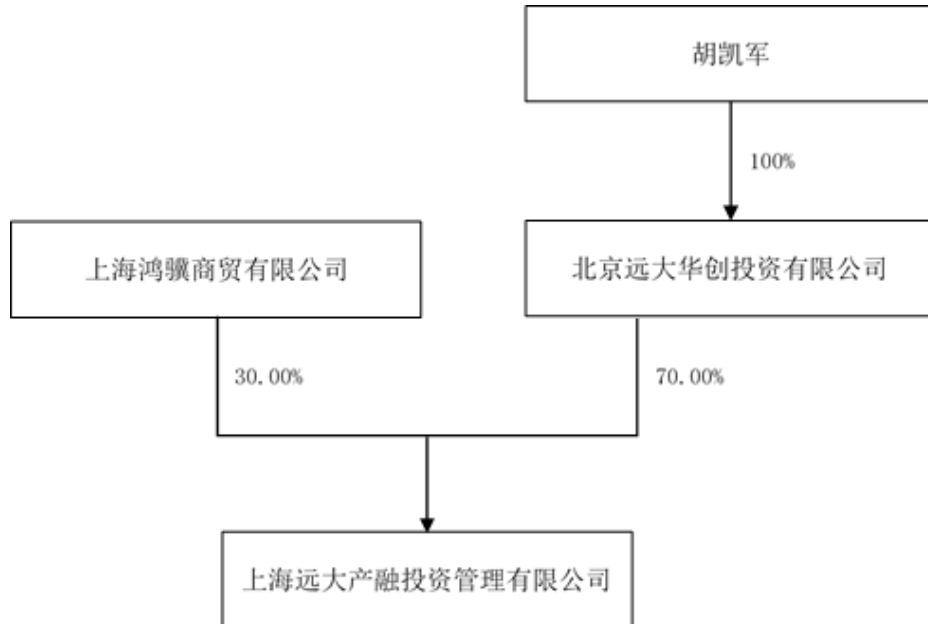 胡凯军
100%
上海鸿骥商贸有限公司
北京远大华创投资有限公司
30.00%
70.00%
上海远大产融投资管理有限公司